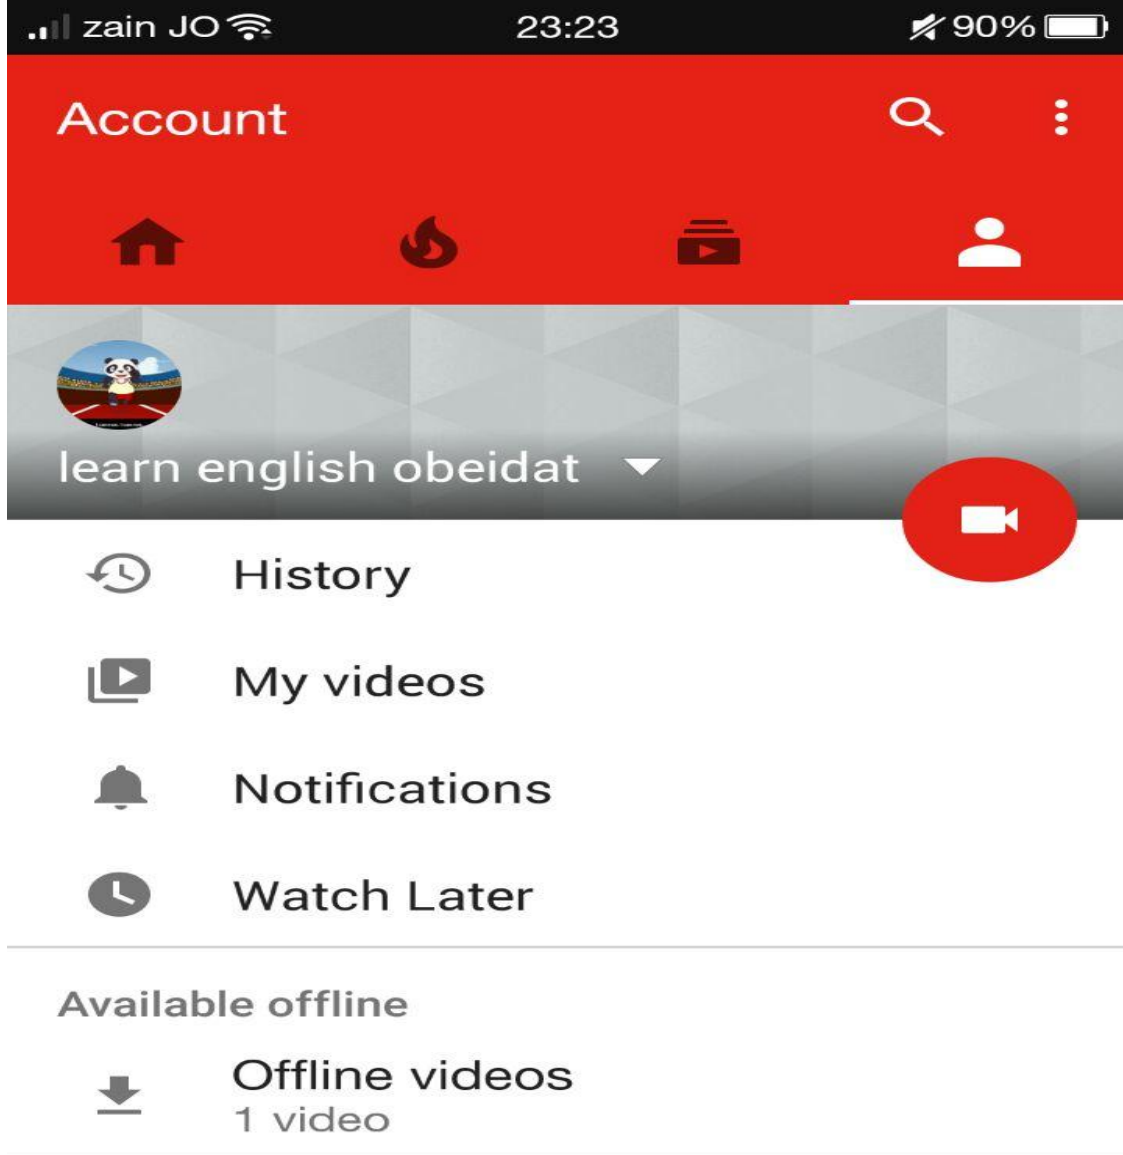 zain JO 23:23 90%
Account
learn english obeidat
History
My videos
Notifications
Watch Later
Available offline
Offline videos
1 video